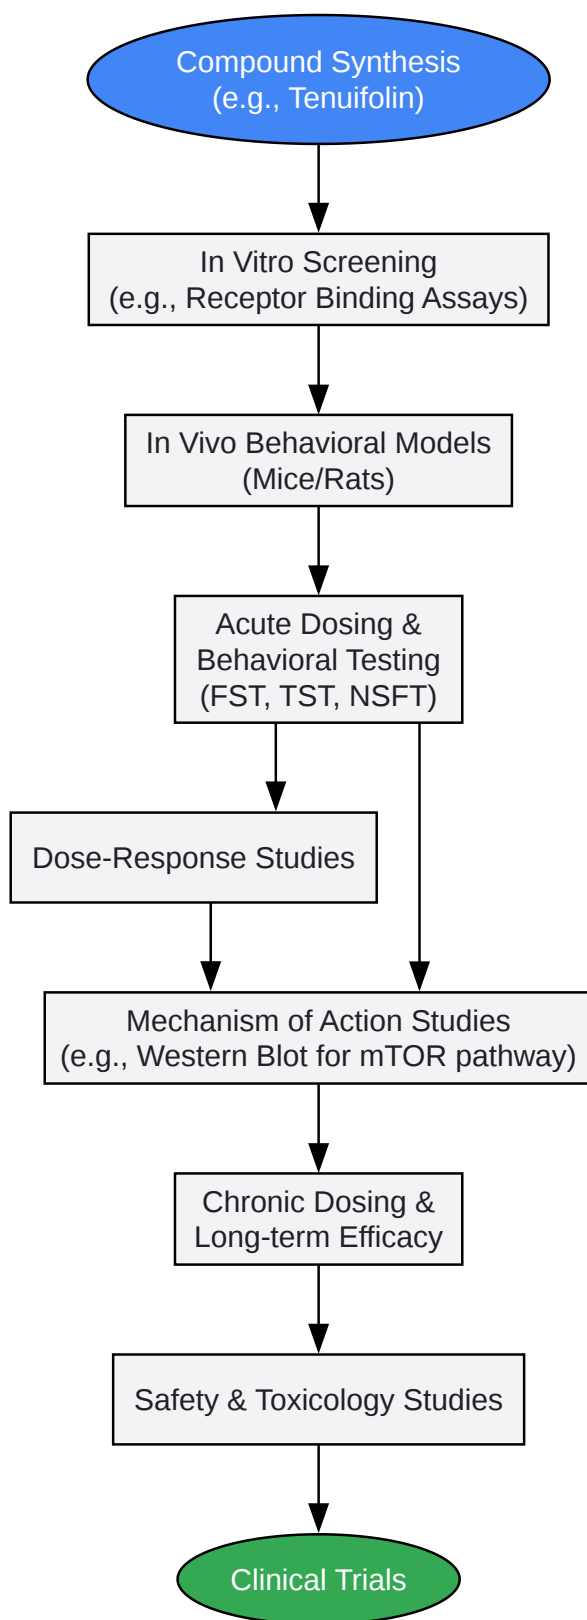 Compound Synthesis
(e.g., Tenuifolin)
In Vitro Screening
(e.g., Receptor Binding Assays)
In Vivo Behavioral Models
(Mice/Rats)
Acute Dosing &
Behavioral Testing
(FST, TST, NSFT)
Dose-Response Studies
Mechanism of Action Studies
(e.g., Western Blot for mTOR pathway)
Chronic Dosing &
Long-term Efficacy
Safety & Toxicology Studies
Clinical Trials